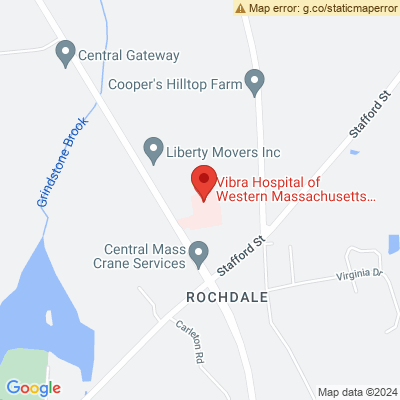 Map error: g.co/staticmaperror
Central Gateway
Cooper's Hilltop Farm
Stafford St
Grindstone Brook
Liberty Movers Inc
Vibra Hospital of
Western Massachusetts...
Central Mass
Crane Services
Stafford St
Virginia Dr
ROCHDALE
Carleton Rd
Google
Map data ©2024